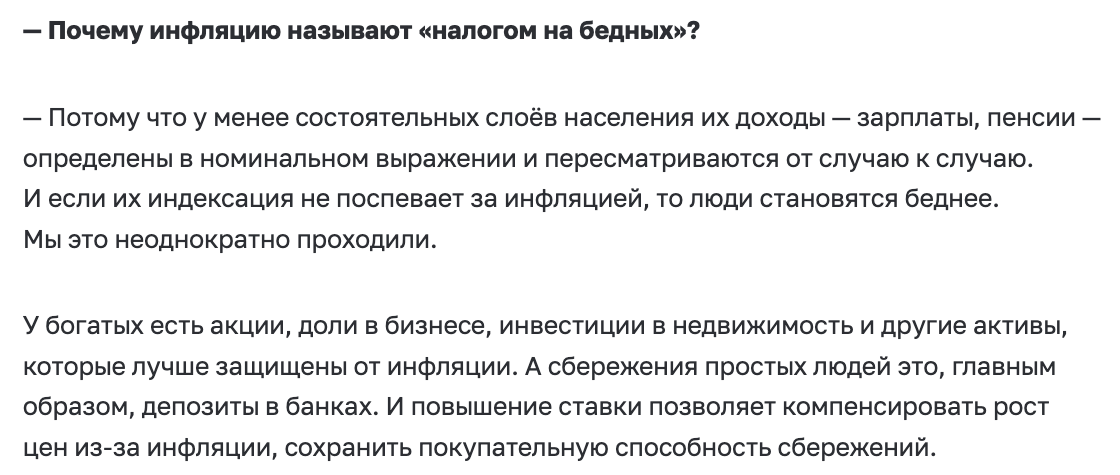 — Почему инфляцию называют «налогом на бедных»?
— Потому что у менее состоятельных слоёв населения их доходы — зарплаты, пенсии —
определены в номинальном выражении и пересматриваются от случаю к случаю.
И если их индексация не поспевает за инфляцией, то люди становятся беднее.
Мы это неоднократно проходили.
У богатых есть акции, доли в бизнесе, инвестиции в недвижимость и другие активы,
которые лучше защищены от инфляции. А сбережения простых людей это, главным
образом, депозиты в банках. И повышение ставки позволяет компенсировать рост
цен из-за инфляции, сохранить покупательную способность сбережений.